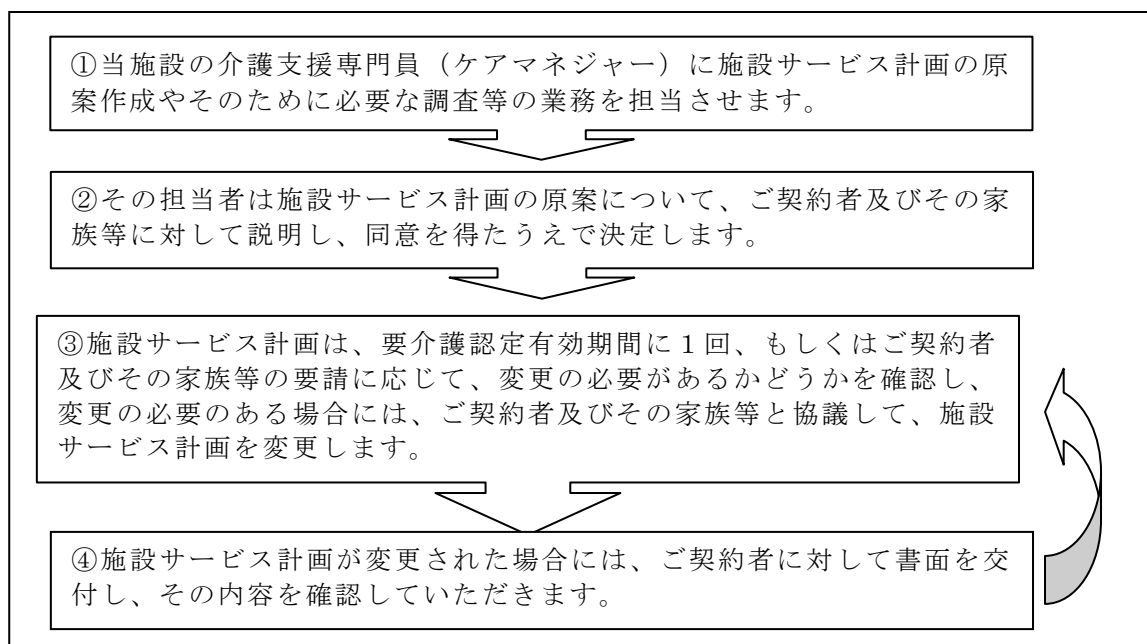 ①当施設の介護支援専門員（ケアマネジャー）に施設サービス計画の原
案作成やそのために必要な調査等の業務を担当させます。
②その担当者は施設サービス計画の原案について、ご契約者及びその家
族等に対して説明し、同意を得たうえで決定します。
③施設サービス計画は、要介護認定有効期間に１回、もしくはご契約者
及びその家族等の要請に応じて、変更の必要があるかどうかを確認し、
変更の必要のある場合には、ご契約者及びその家族等と協議して、施設
サービス計画を変更します。
④施設サービス計画が変更された場合には、ご契約者に対して書面を交
付し、その内容を確認していただきます。